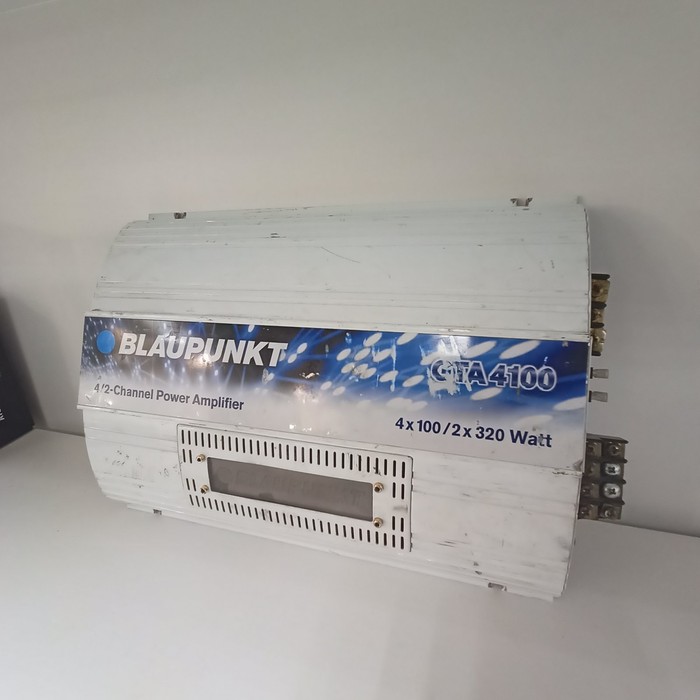 BLAUPUNKT
GTA 4100
4/2-Channel Power Amplifier
4 x 100 / 2 x 320 Watt